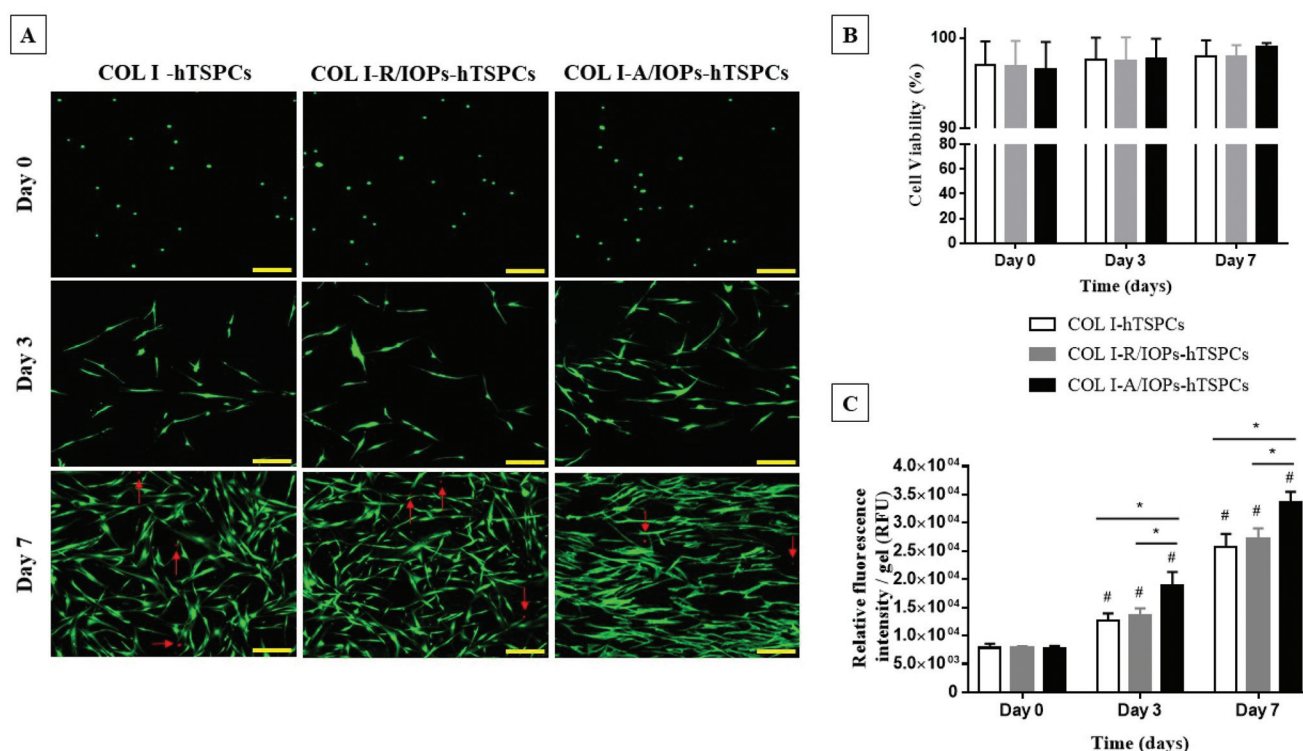 A
COL I -hTSPCs
COL I-R/IOPs-hTSPCs
COL I-A/IOPs-hTSPCs
Day 0
Day 3
Day 7
B
Cell Viability (%)
100
90
80
60
40
20
0
Day 0 Day 3 Day 7
Time (days)
COL I-hTSPCs
COL I-R/IOPs-hTSPCs
COL I-A/IOPs-hTSPCs
C
Relative fluorescence
intensity / gel (RFU)
4.0×10⁰⁴
3.5×10⁰⁴
3.0×10⁰⁴
2.5×10⁰⁴
2.0×10⁰⁴
1.5×10⁰⁴
1.0×10⁰⁴
5.0×10⁰³
0
* * # # #
* * # # #
Day 0 Day 3 Day 7
Time (days)